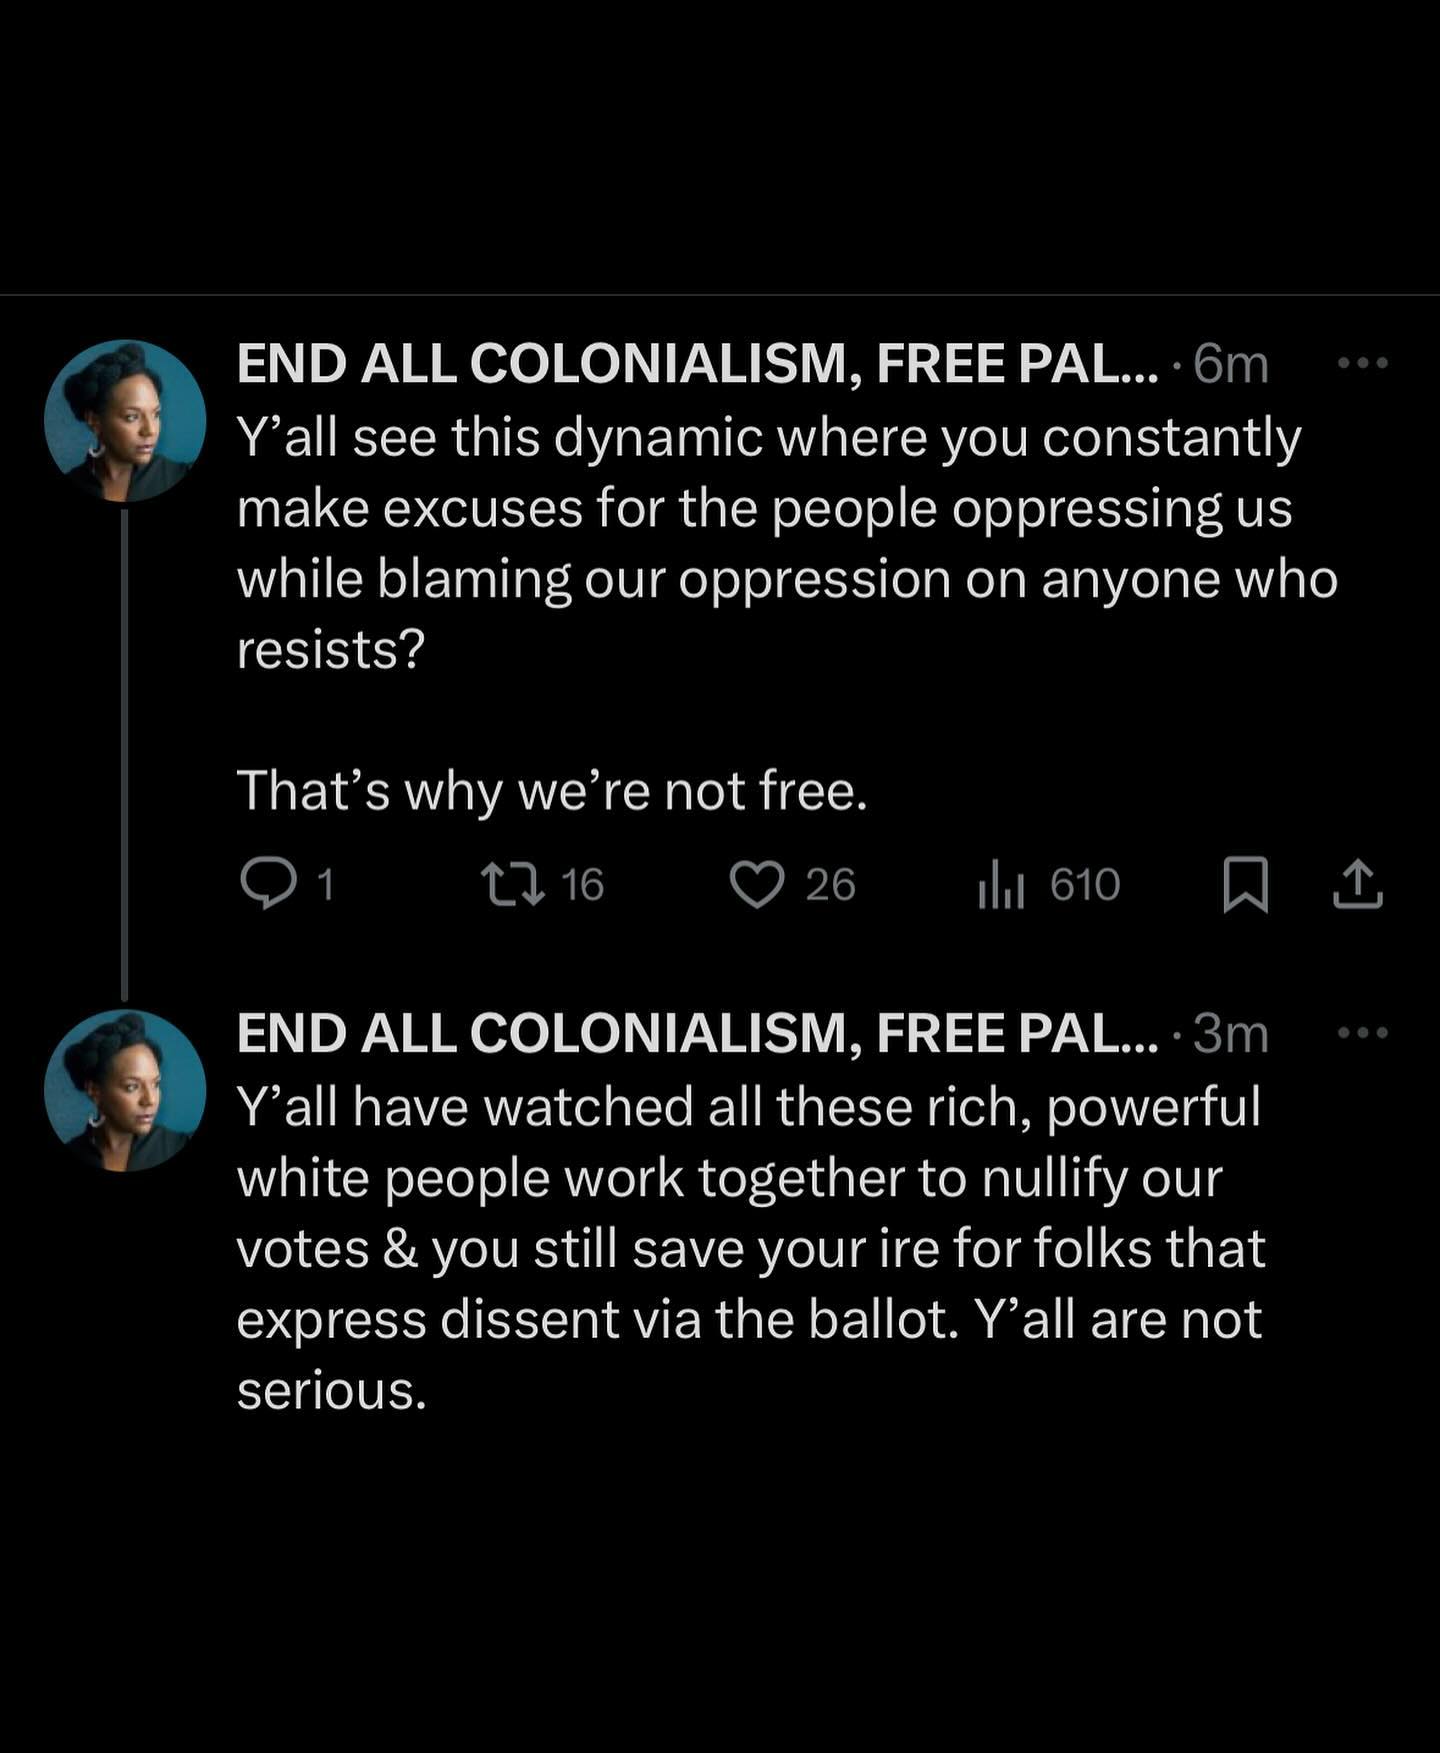 END ALL COLONIALISM, FREE PAL... · 6m
Y’all see this dynamic where you constantly
make excuses for the people oppressing us
while blaming our oppression on anyone who
resists?
That’s why we’re not free.
1 16 26 610
END ALL COLONIALISM, FREE PAL... · 3m
Y’all have watched all these rich, powerful
white people work together to nullify our
votes & you still save your ire for folks that
express dissent via the ballot. Y’all are not
serious.